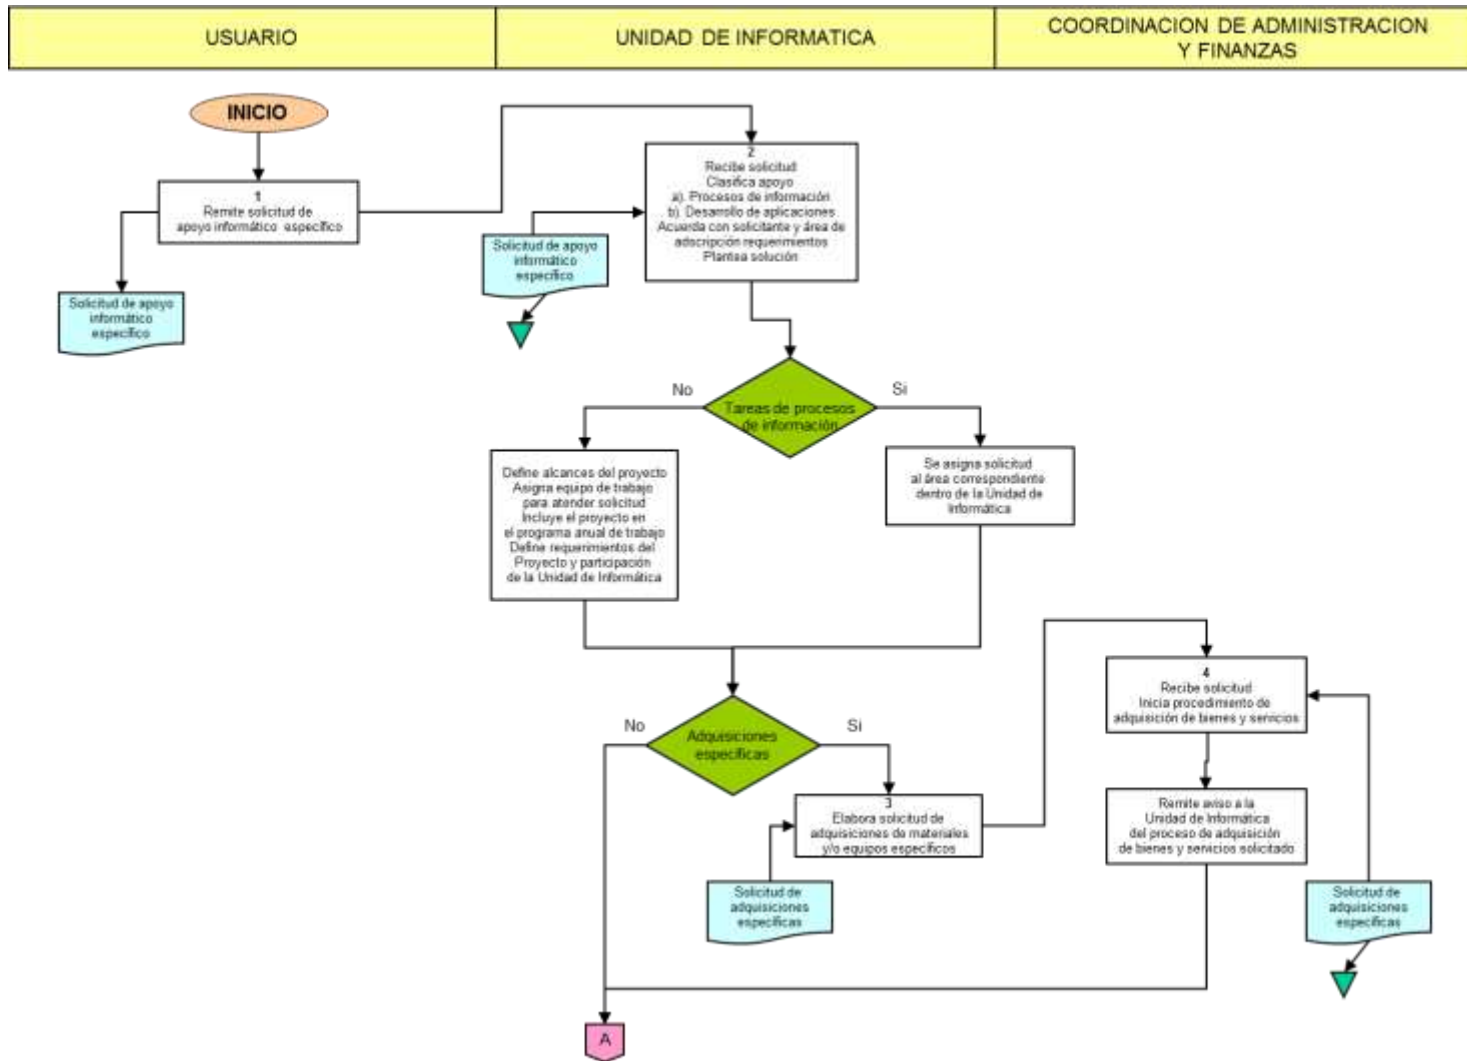 USUARIO
UNIDAD DE INFORMATICA
COORDINACION DE ADMINISTRACION
Y FINANZAS
INICIO
1
Remite solicitud de
apoyo informático específico
Solicitud de apoyo
informático
específico
2
Recibe solicitud
Clasifica apoyo
a). Procesos de información
b). Desarrollo de aplicaciones
Acuerda con solicitante y área de
adscripción requerimientos
Plantea solución
Solicitud de apoyo
informático
específico
Tareas de procesos
de información
No
Si
Define alcances del proyecto
Asigna equipo de trabajo
para atender solicitud
Incluye el proyecto en
el programa anual de trabajo
Define requerimientos del
Proyecto y participación
de la Unidad de Informática
Se asigna solicitud
al área correspondiente
dentro de la Unidad de
Informática
Adquisiciones
específicas
No
Si
3
Elabora solicitud de
adquisiciones de materiales
y/o equipos específicos
Solicitud de
adquisiciones
específicas
4
Recibe solicitud
Inicia procedimiento de
adquisición de bienes y servicios
Remite aviso a la
Unidad de Informática
del proceso de adquisición
de bienes y servicios solicitado
Solicitud de
adquisiciones
específicas
A